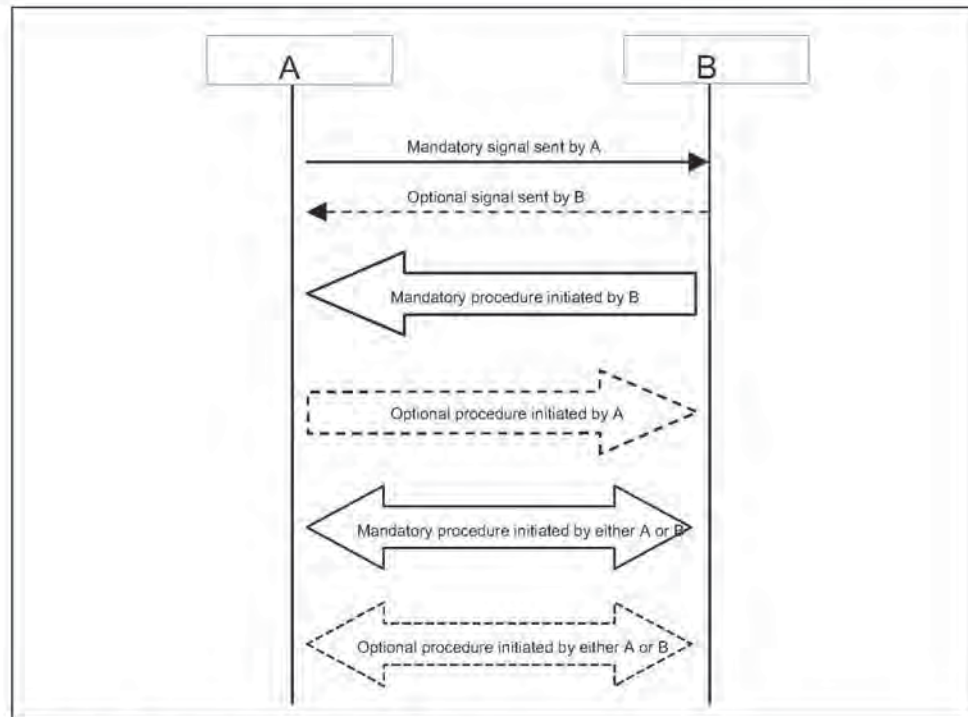 A
B
Mandatory signal sent by A
Optional signal sent by B
Mandatory procedure initiated by B
Optional procedure initiated by A
Mandatory procedure initiated by either A or B
Optional procedure initiated by either A or B